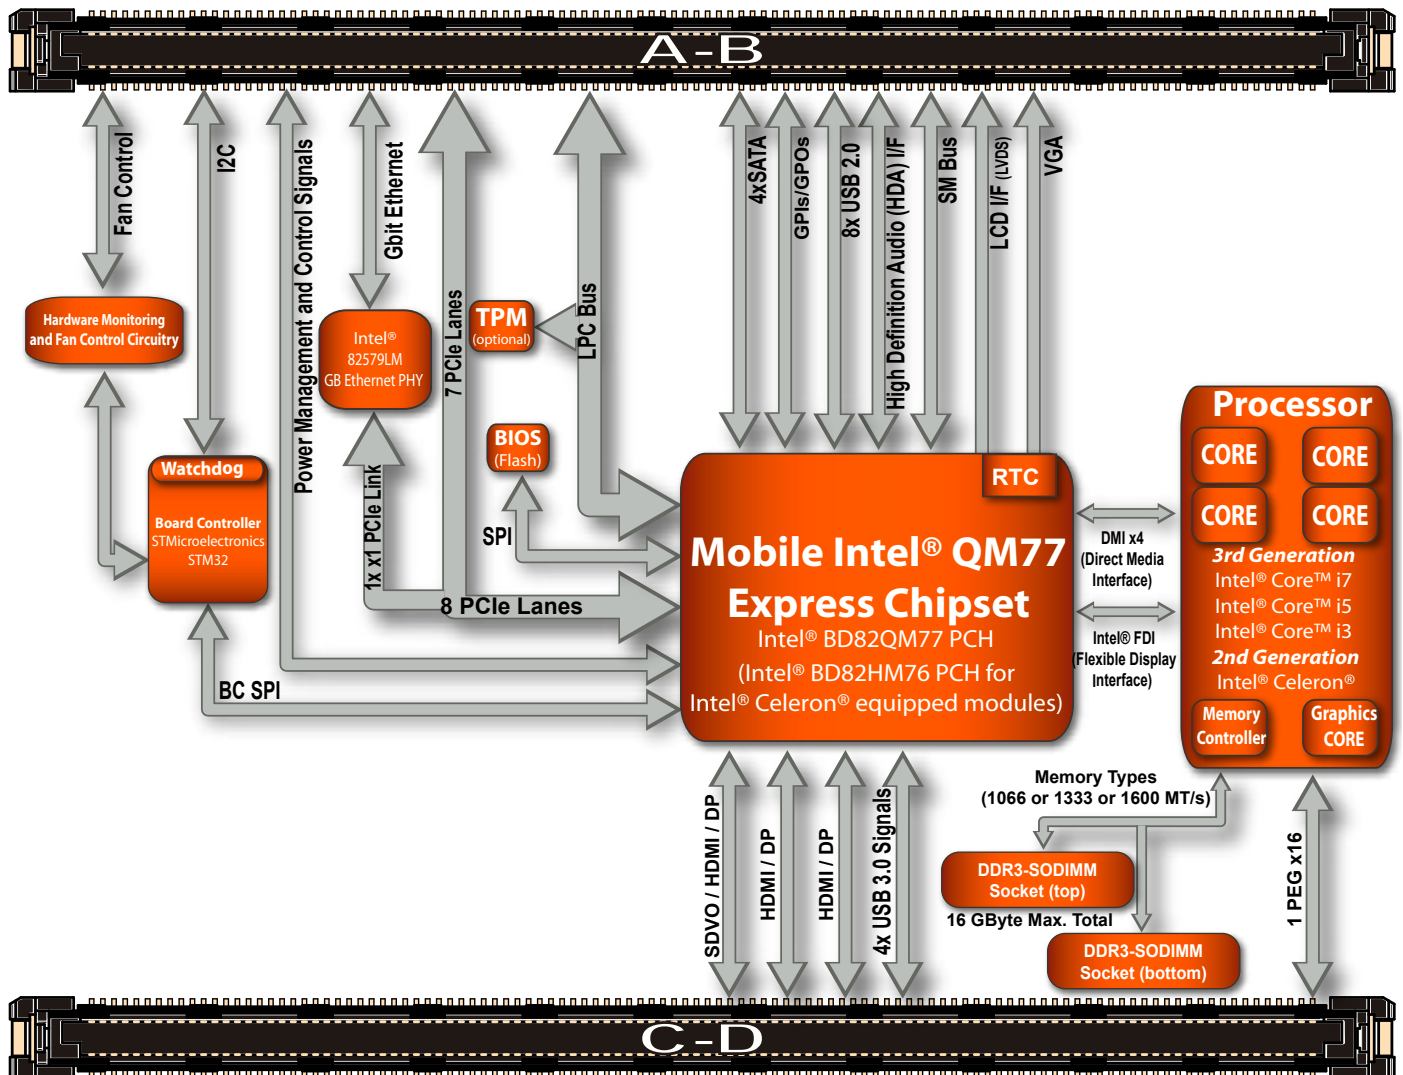 A-B
Fan Control
I2C
Power Management and Control Signals
Gbit Ethernet
7 PCIe Lanes
LPC Bus
4xSATA
GPIs/GPOs
8x USB 2.0
High Definition Audio (HDA) I/F
SM Bus
LCD I/F (LVDS)
VGA
Hardware Monitoring
and Fan Control Circuitry
Intel®
82579LM
GB Ethernet PHY
TPM
(optional)
BIOS
(Flash)
SPI
1x x1 PCIe Link
8 PCIe Lanes
Watchdog
Board Controller
STMicroelectronics
STM32
BC SPI
RTC
Mobile Intel® QM77
Express Chipset
Intel® BD82QM77 PCH
(Intel® BD82HM76 PCH for
Intel® Celeron® equipped modules)
DMI x4
(Direct Media
Interface)
Intel® FDI
(Flexible Display
Interface)
Processor
CORE
CORE
CORE
CORE
3rd Generation
Intel® Core™ i7
Intel® Core™ i5
Intel® Core™ i3
2nd Generation
Intel® Celeron®
Memory
Controller
Graphics
CORE
Memory Types
(1066 or 1333 or 1600 MT/s)
DDR3-SODIMM
Socket (top)
16 GByte Max. Total
DDR3-SODIMM
Socket (bottom)
1 PEG x16
SDVO / HDMI / DP
HDMI / DP
HDMI / DP
4x USB 3.0 Signals
C-D